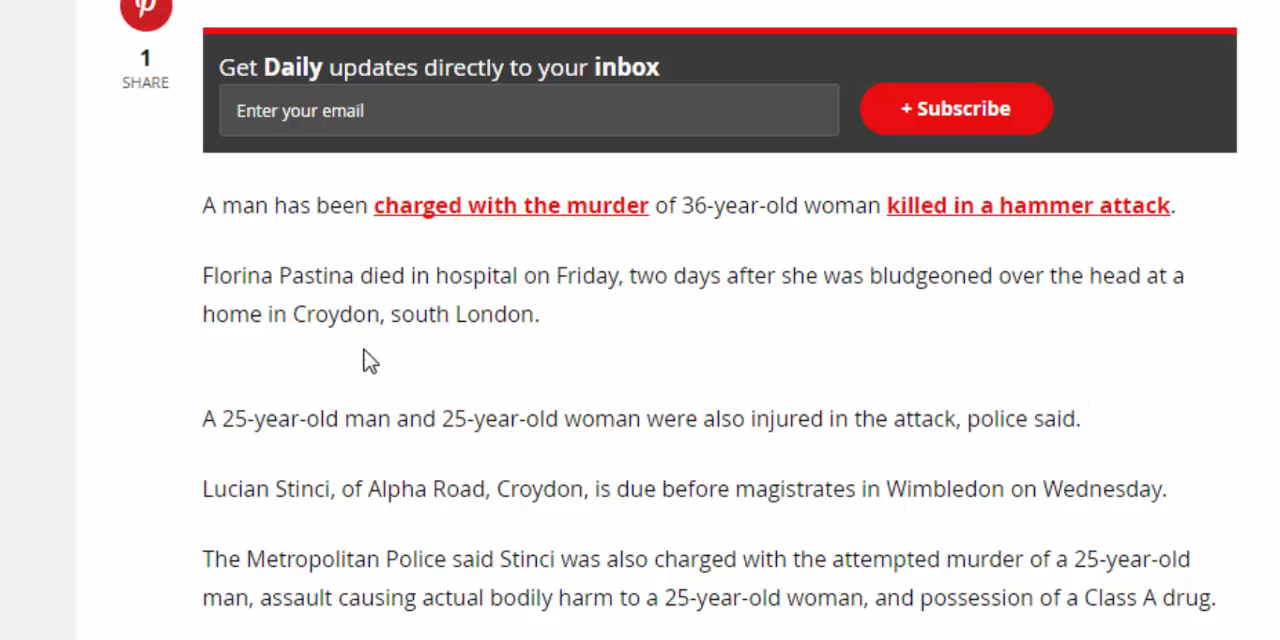 1
SHARE
Get Daily updates directly to your inbox
Enter your email
+ Subscribe
A man has been charged with the murder of 36-year-old woman killed in a hammer attack.
Florina Pastina died in hospital on Friday, two days after she was bludgeoned over the head at a
home in Croydon, south London.
A 25-year-old man and 25-year-old woman were also injured in the attack, police said.
Lucian Stinci, of Alpha Road, Croydon, is due before magistrates in Wimbledon on Wednesday.
The Metropolitan Police said Stinci was also charged with the attempted murder of a 25-year-old
man, assault causing actual bodily harm to a 25-year-old woman, and possession of a Class A drug.